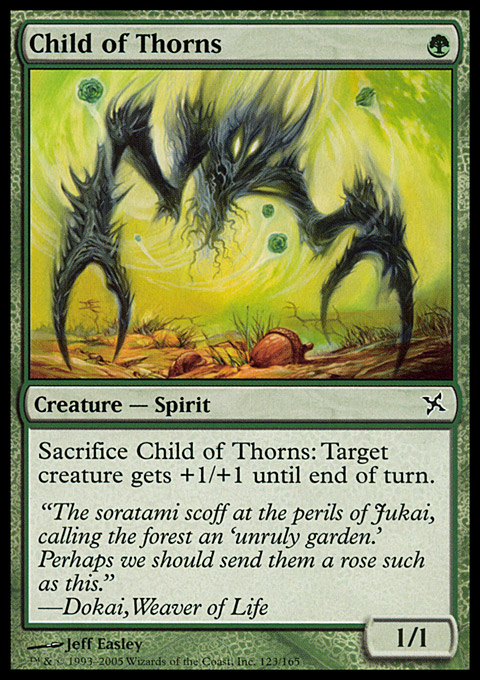 Child of Thorns
Creature — Spirit
Sacrifice Child of Thorns: Target
creature gets +1/+1 until end of turn.
“The soratami scoff at the perils of Jukai,
calling the forest an ‘unruly garden.’
Perhaps we should send them a rose such
as this.”
—Dokai, Weaver of Life
1/1
Jeff Easley
™ & © 1993–2005 Wizards of the Coast, Inc. 123/165